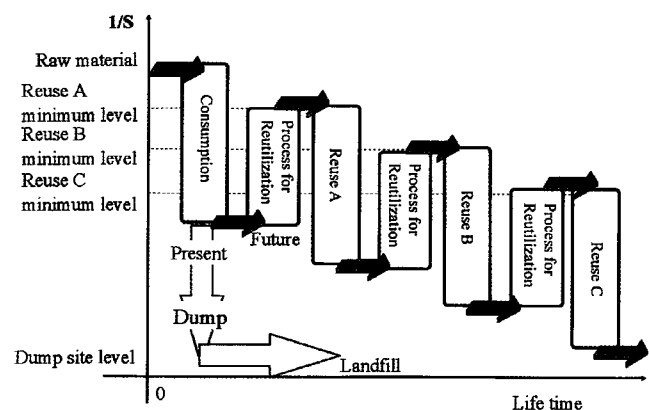 1/S
Raw material
Reuse A
minimum level
Reuse B
minimum level
Reuse C
minimum level
Consumption
Process for
Reutilization
Reuse A
Process for
Reutilization
Reuse B
Process for
Reutilization
Reuse C
Present
Future
Dump
Dump site level
Landfill
0
Life time